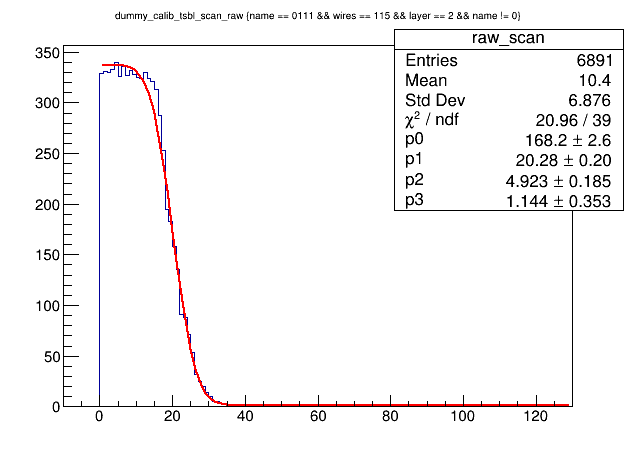 dummy_calib_tsbl_scan_raw {name == 0111 && wires == 115 && layer == 2 && name != 0}
raw_scan
Entries 6891
Mean 10.4
Std Dev 6.876
χ² / ndf 20.96 / 39
p0 168.2 ± 2.6
p1 20.28 ± 0.20
p2 4.923 ± 0.185
p3 1.144 ± 0.353
350
300
250
200
150
100
50
0
0 20 40 60 80 100 120